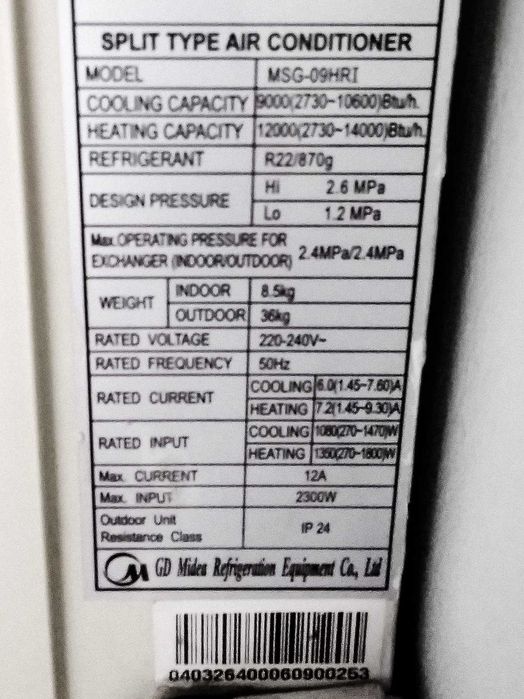 SPLIT TYPE AIR CONDITIONER
MODEL MSG-09HRI
COOLING CAPACITY 9000(2730~10600)Btu/h.
HEATING CAPACITY 12000(2730~14000)Btu/h.
REFRIGERANT R22/870g
DESIGN PRESSURE Hi 2.6 MPa
Lo 1.2 MPa
Max.OPERATING PRESSURE FOR
EXCHANGER (INDOOR/OUTDOOR) 2.4MPa/2.4MPa
WEIGHT INDOOR 8.5kg
OUTDOOR 36kg
RATED VOLTAGE 220-240V~
RATED FREQUENCY 50Hz
RATED CURRENT COOLING 6.0(1.45~7.60)A
HEATING 7.2(1.45~9.30)A
RATED INPUT COOLING 1080(270~1470)W
HEATING 1350(270~1800)W
Max. CURRENT 12A
Max. INPUT 2300W
Outdoor Unit
Resistance Class IP 24
GD Midea Refrigeration Equipment Co., Ltd
040326400060900253